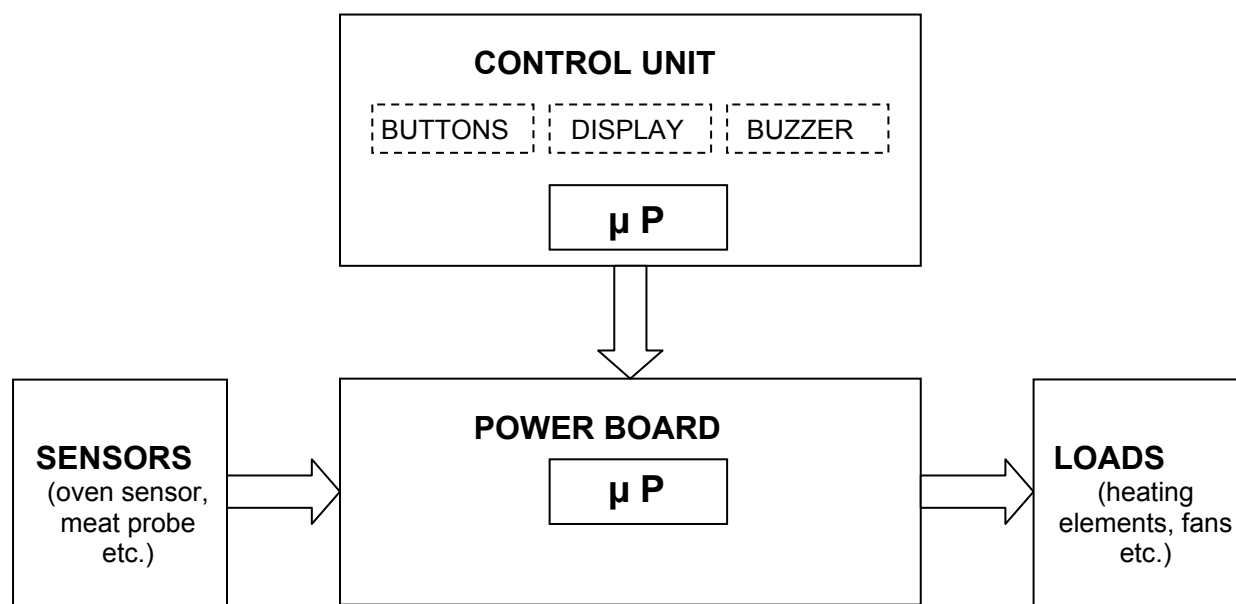 CONTROL UNIT
BUTTONS
DISPLAY
BUZZER
µ P
POWER BOARD
µ P
SENSORS
(oven sensor,
meat probe
etc.)
LOADS
(heating
elements, fans
etc.)